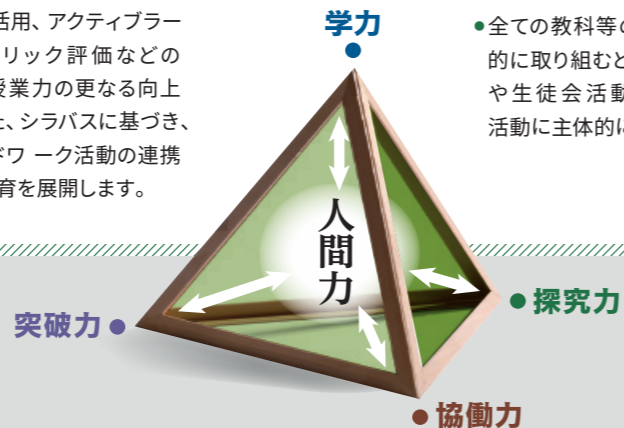 活用、アクティブラー
リック評価などの
授業力の更なる向上
、シラバスに基づき、
ドワーク活動の連携
育を展開します。
学力
●全ての教科等の
的に取り組むと
や生徒会活動
活動に主体的に
人間力
突破力
探究力
協働力